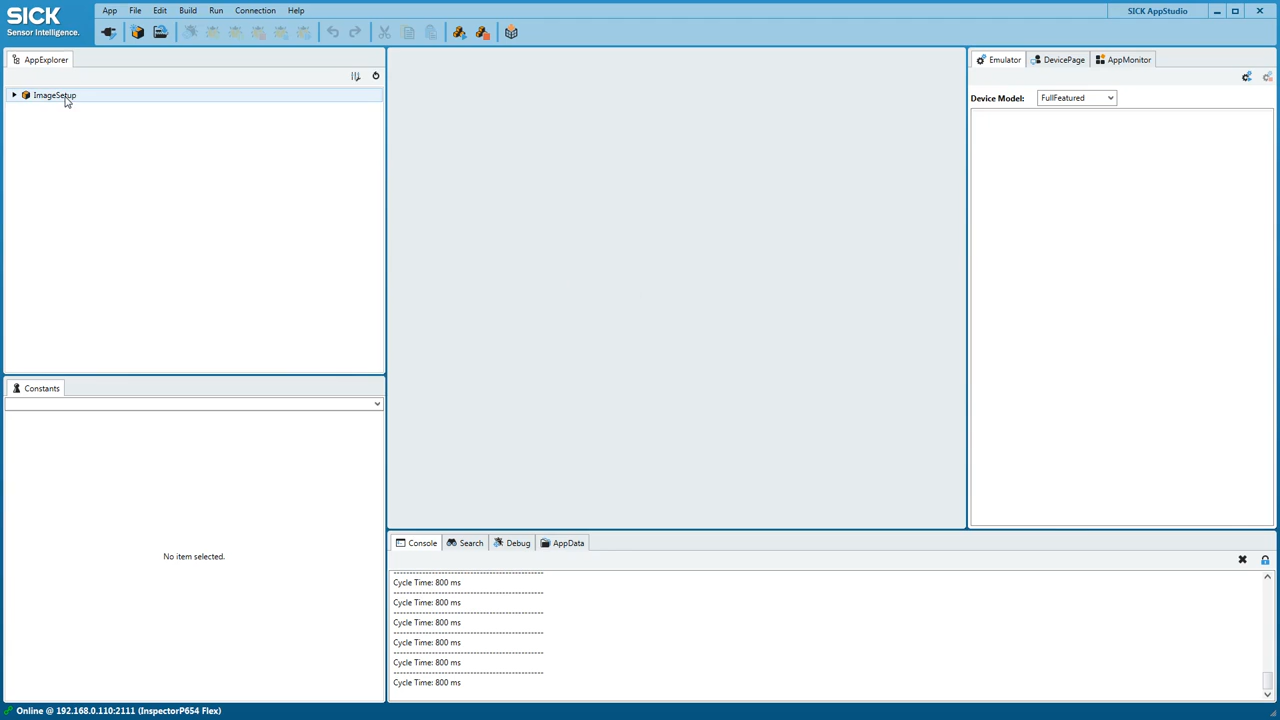 SICK
Sensor Intelligence.
App File Edit Build Run Connection Help
SICK AppStudio
AppExplorer
ImageSetup
Constants
No item selected.
Emulator DevicePage AppMonitor
Device Model: FullFeatured
Console Search Debug AppData
------------------------------------------------
Cycle Time: 800 ms
------------------------------------------------
Cycle Time: 800 ms
------------------------------------------------
Cycle Time: 800 ms
------------------------------------------------
Cycle Time: 800 ms
------------------------------------------------
Cycle Time: 800 ms
------------------------------------------------
Cycle Time: 800 ms
Online @ 192.168.0.110:2111 (InspectorP654 Flex)